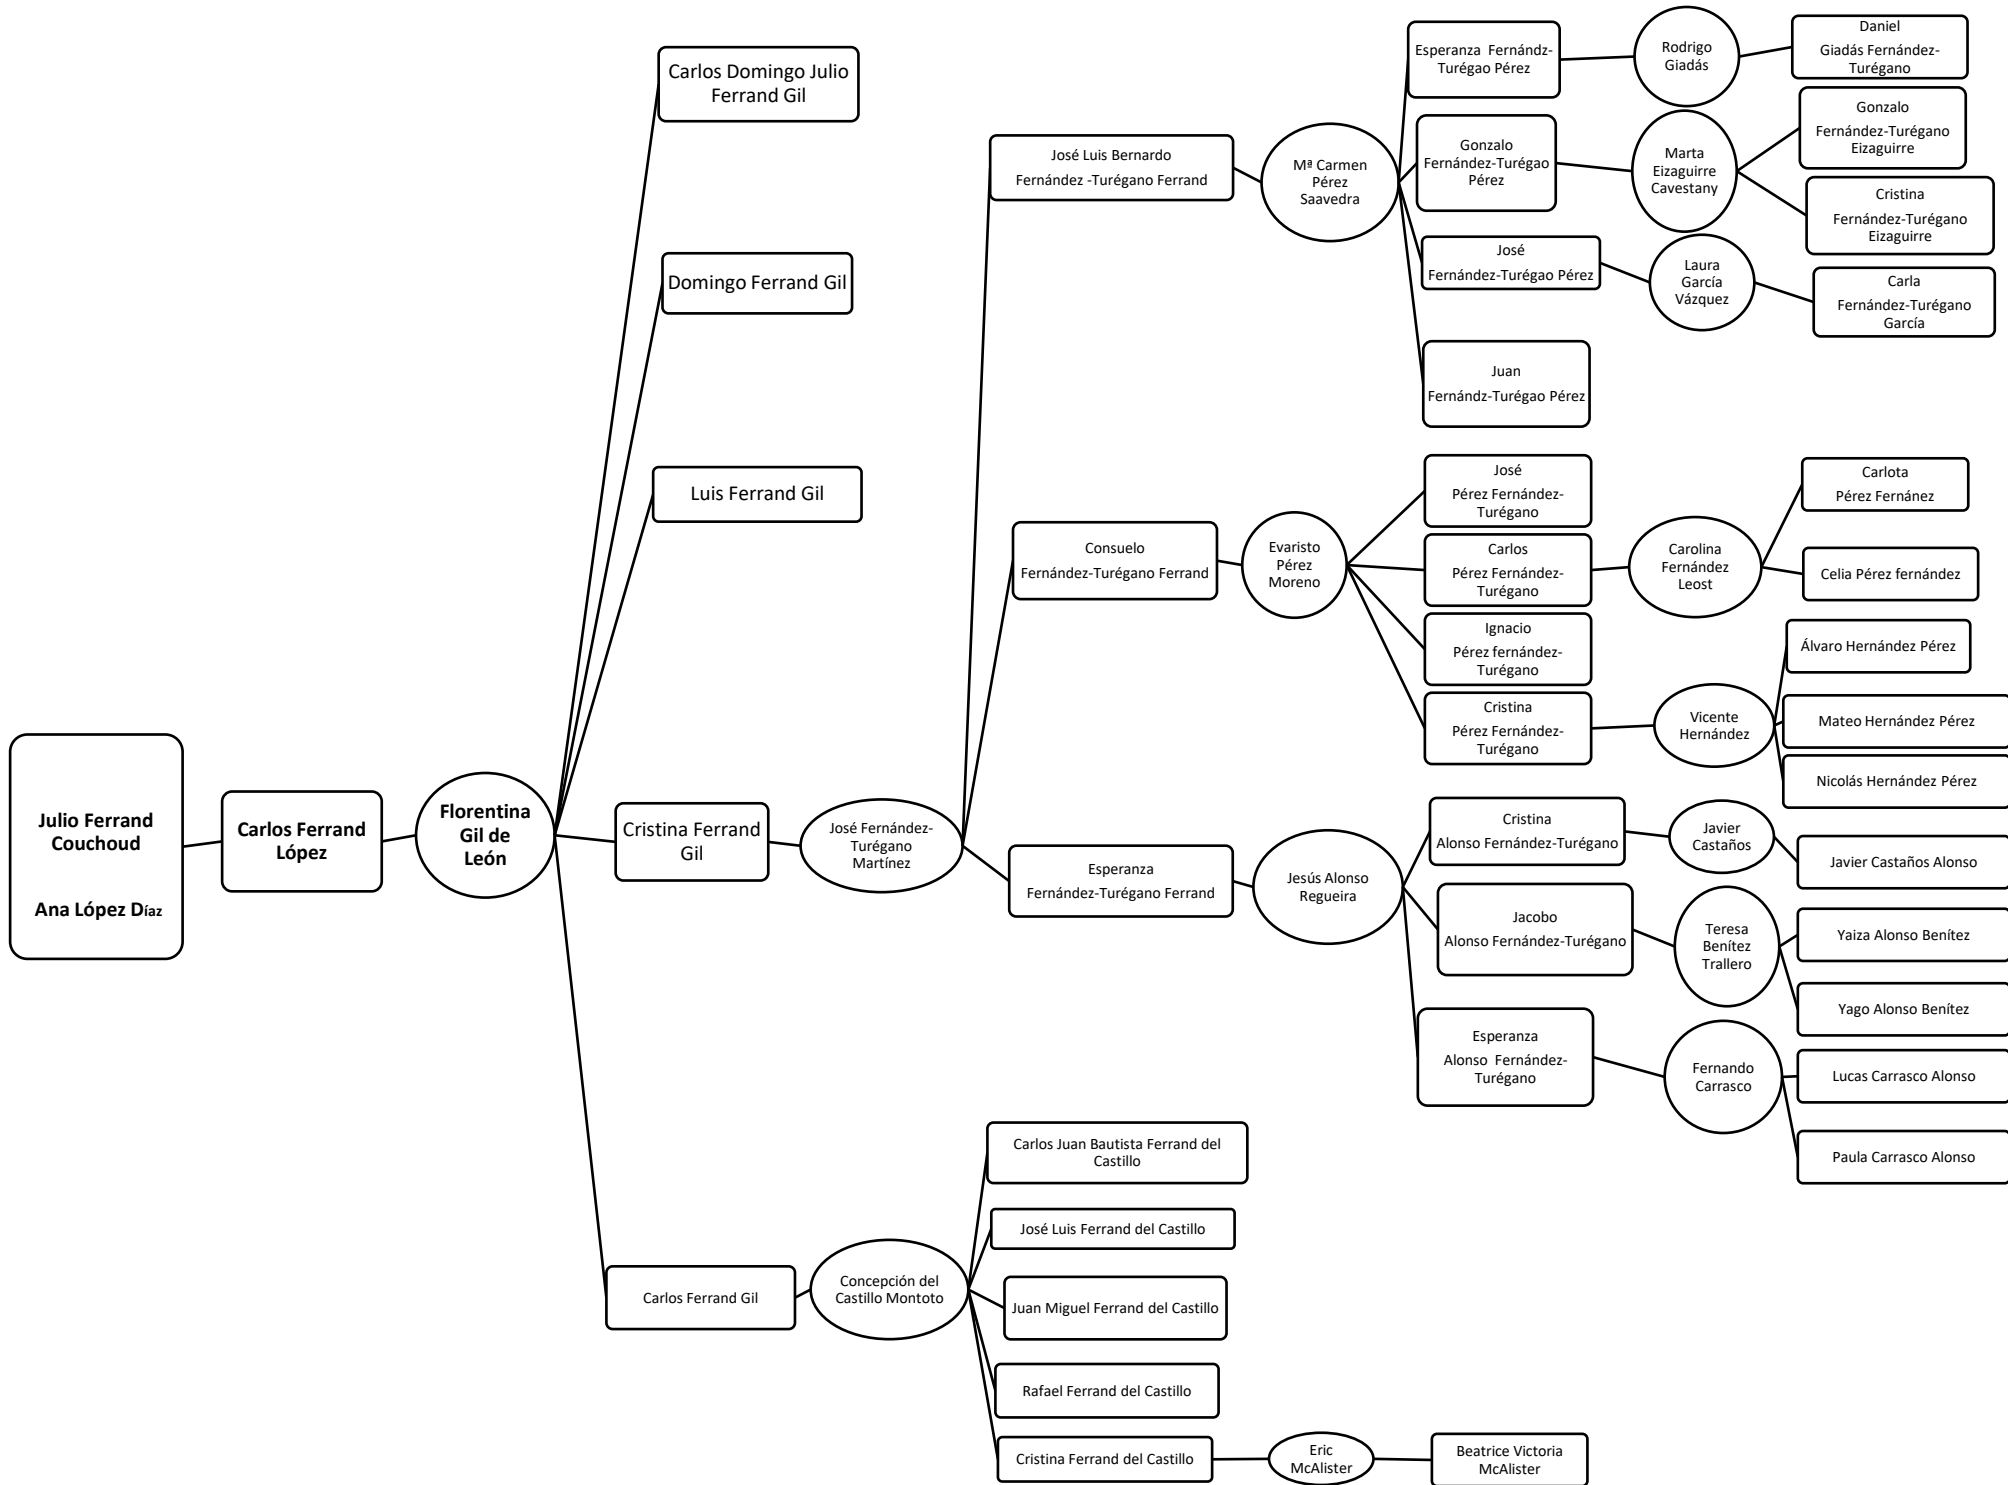 Julio Ferrand
Couchoud
Ana López Díaz
Carlos Ferrand
López
Florentina
Gil de
León
Carlos Domingo Julio
Ferrand Gil
Domingo Ferrand Gil
Luis Ferrand Gil
Cristina Ferrand
Gil
José Fernández-
Turégano
Martínez
José Luis Bernardo
Fernández -Turégano Ferrand
Mª Carmen
Pérez
Saavedra
Esperanza Fernándz-
Turégao Pérez
Rodrigo
Giadás
Daniel
Giadás Fernández-
Turégano
Gonzalo
Fernández-Turégao
Pérez
Marta
Eizaguirre
Cavestany
Gonzalo
Fernández-Turégano
Eizaguirre
Cristina
Fernández-Turégano
Eizaguirre
José
Fernández-Turégao Pérez
Laura
García
Vázquez
Carla
Fernández-Turégano
García
Juan
Fernándz-Turégao Pérez
Consuelo
Fernández-Turégano Ferrand
Evaristo
Pérez
Moreno
José
Pérez Fernández-
Turégano
Carlos
Pérez Fernández-
Turégano
Carolina
Fernández
Leost
Carlota
Pérez Fernánez
Celia Pérez fernández
Ignacio
Pérez fernández-
Turégano
Cristina
Pérez Fernández-
Turégano
Vicente
Hernández
Álvaro Hernández Pérez
Mateo Hernández Pérez
Nicolás Hernández Pérez
Esperanza
Fernández-Turégano Ferrand
Jesús Alonso
Regueira
Cristina
Alonso Fernández-Turégano
Javier
Castaños
Javier Castaños Alonso
Jacobo
Alonso Fernández-Turégano
Teresa
Benítez
Trallero
Yaiza Alonso Benítez
Yago Alonso Benítez
Esperanza
Alonso Fernández-
Turégano
Fernando
Carrasco
Lucas Carrasco Alonso
Paula Carrasco Alonso
Carlos Ferrand Gil
Concepción del
Castillo Montoto
Carlos Juan Bautista Ferrand del
Castillo
José Luis Ferrand del Castillo
Juan Miguel Ferrand del Castillo
Rafael Ferrand del Castillo
Cristina Ferrand del Castillo
Eric
McAlister
Beatrice Victoria
McAlister